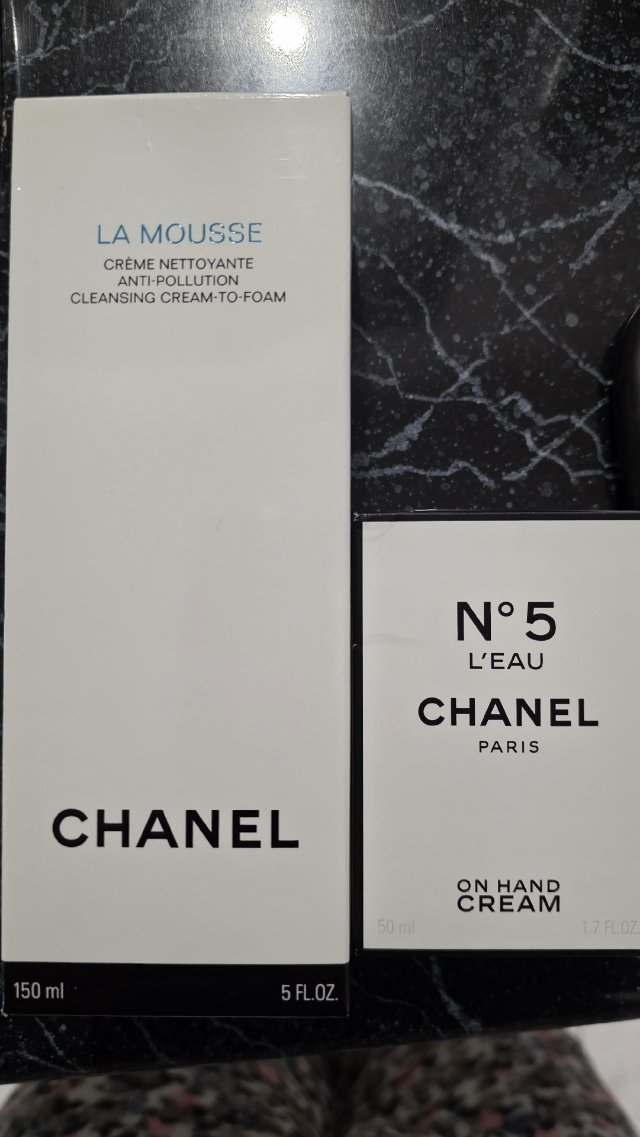 LA MOUSSE
CRÈME NETTOYANTE
ANTI-POLLUTION
CLEANSING CREAM-TO-FOAM
CHANEL
150 ml 5 FL.OZ.
N°5
L'EAU
CHANEL
PARIS
ON HAND
CREAM
50 ml 1.7 FL.OZ.